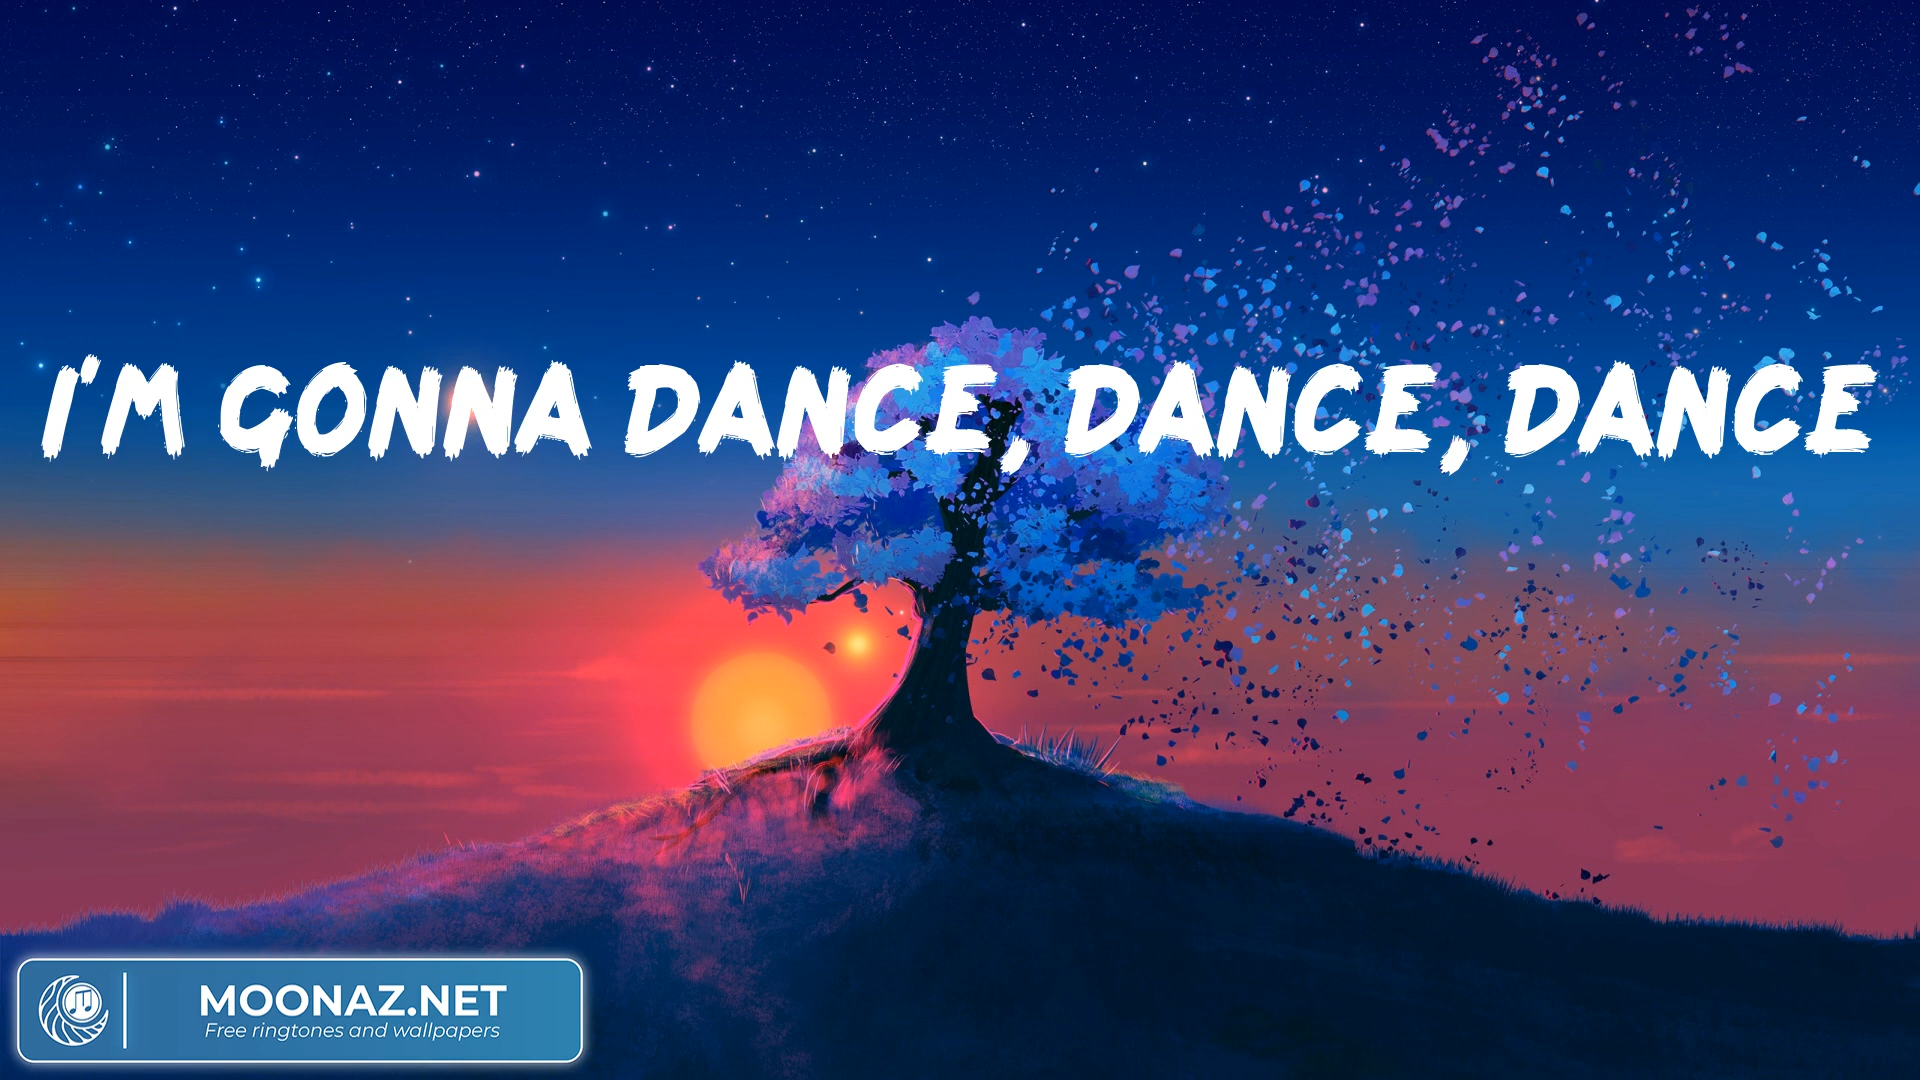 I'M GONNA DANCE, DANCE, DANCE
MOONAZ.NET
Free ringtones and wallpapers